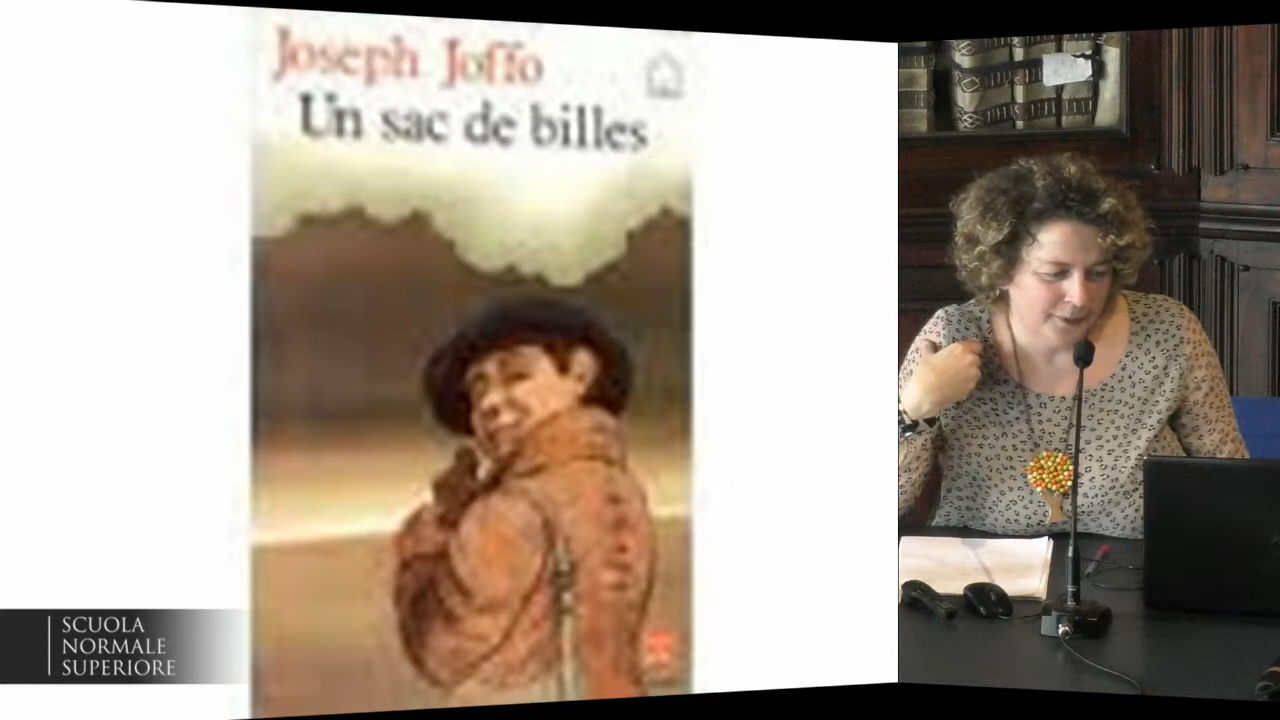 Joseph Joffo
Un sac de billes
SCUOLA
NORMALE
SUPERIORE